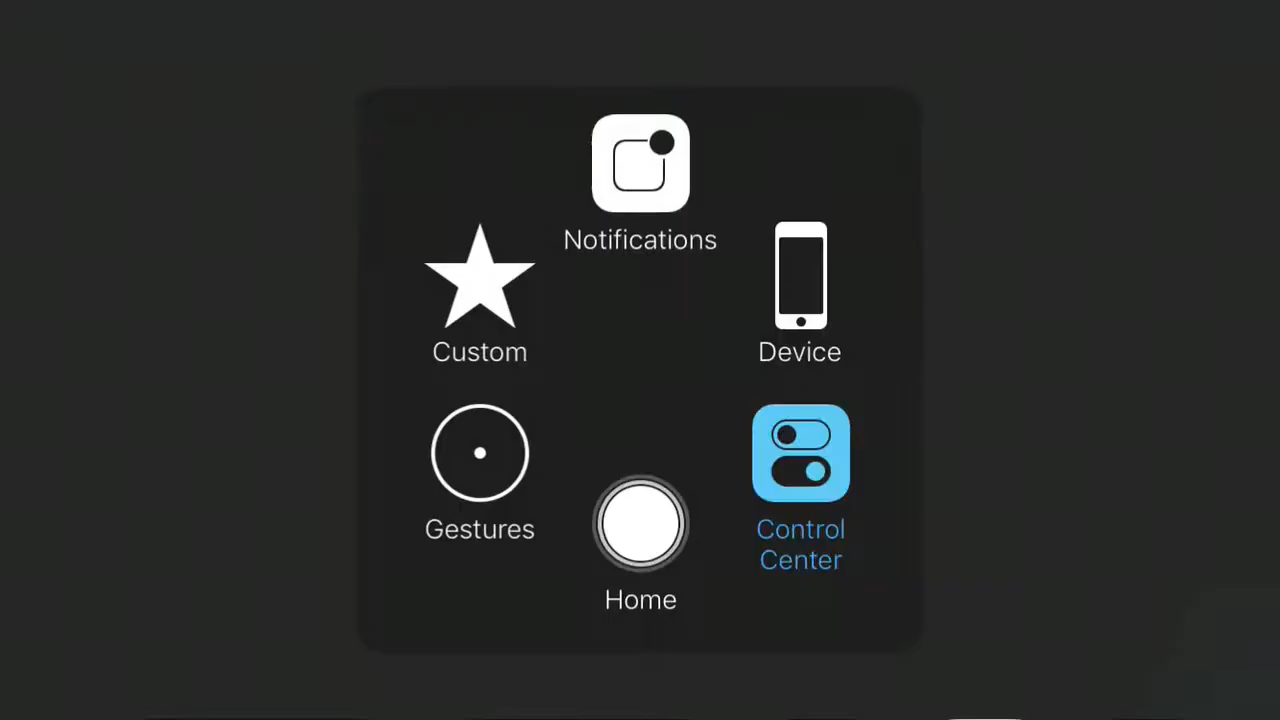 Notifications
Custom
Device
Gestures
Control
Center
Home